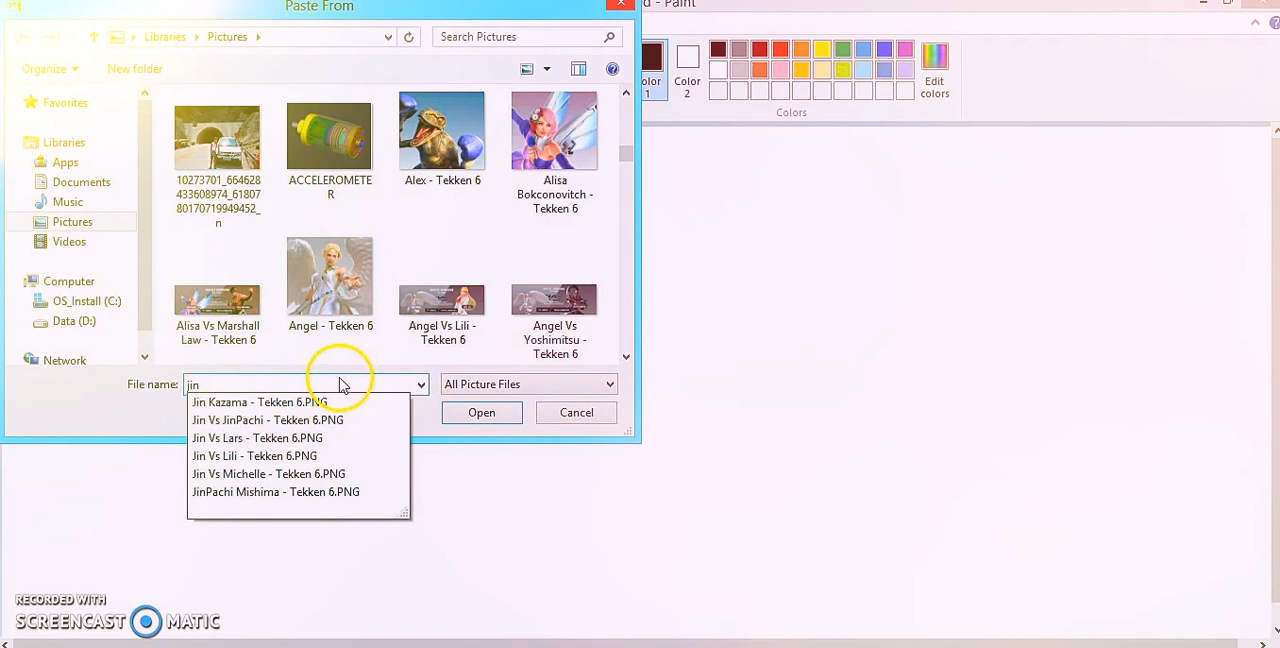 Paste From
d - Paint
Libraries
Pictures
Search Pictures
Organize
New folder
Favorites
Libraries
Apps
Documents
Music
Pictures
Videos
Computer
OS_Install (C:)
Data (D:)
Network
10273701_664628
433608974_61807
80170719949452_
n
ACCELEROMETE
R
Alex - Tekken 6
Alisa
Bokconovitch -
Tekken 6
Alisa Vs Marshall
Law - Tekken 6
Angel - Tekken 6
Angel Vs Lili -
Tekken 6
Angel Vs
Yoshimitsu -
Tekken 6
File name:
jin
All Picture Files
Jin Kazama - Tekken 6.PNG
Jin Vs JinPachi - Tekken 6.PNG
Jin Vs Lars - Tekken 6.PNG
Jin Vs Lili - Tekken 6.PNG
Jin Vs Michelle - Tekken 6.PNG
JinPachi Mishima - Tekken 6.PNG
Open
Cancel
olor
1
Color
2
Edit
colors
Colors
RECORDED WITH
SCREENCAST MATIC